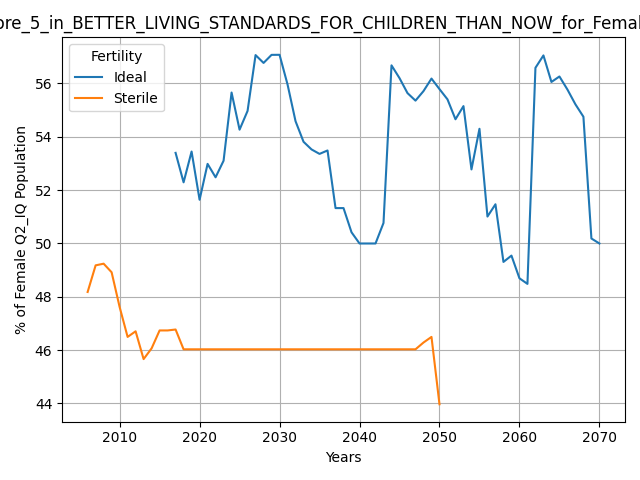 ore_5_in_BETTER_LIVING_STANDARDS_FOR_CHILDREN_THAN_NOW_for_Femal
Fertility
Ideal
Sterile
% of Female Q2_IQ Population
56
54
52
50
48
46
44
2010 2020 2030 2040 2050 2060 2070
Years